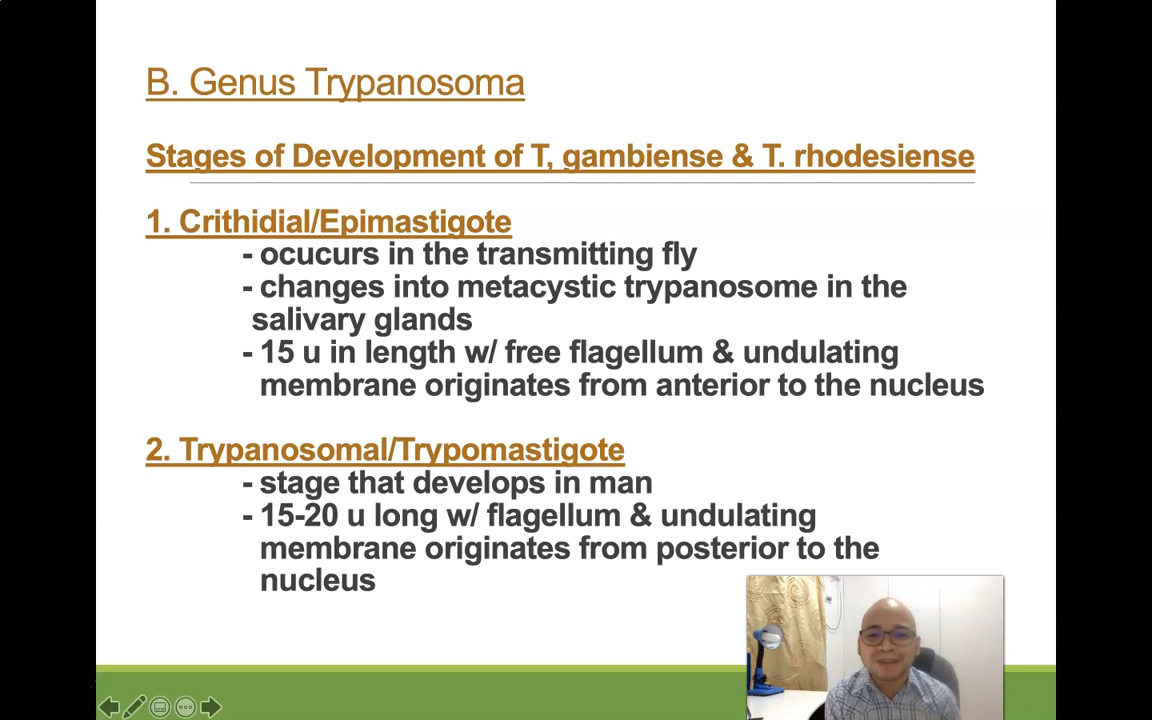 B. Genus Trypanosoma
Stages of Development of T, gambiense & T. rhodesiense
1. Crithidial/Epimastigote
- ocucurs in the transmitting fly
- changes into metacystic trypanosome in the
salivary glands
- 15 u in length w/ free flagellum & undulating
membrane originates from anterior to the nucleus
2. Trypanosomal/Trypomastigote
- stage that develops in man
- 15-20 u long w/ flagellum & undulating
membrane originates from posterior to the
nucleus